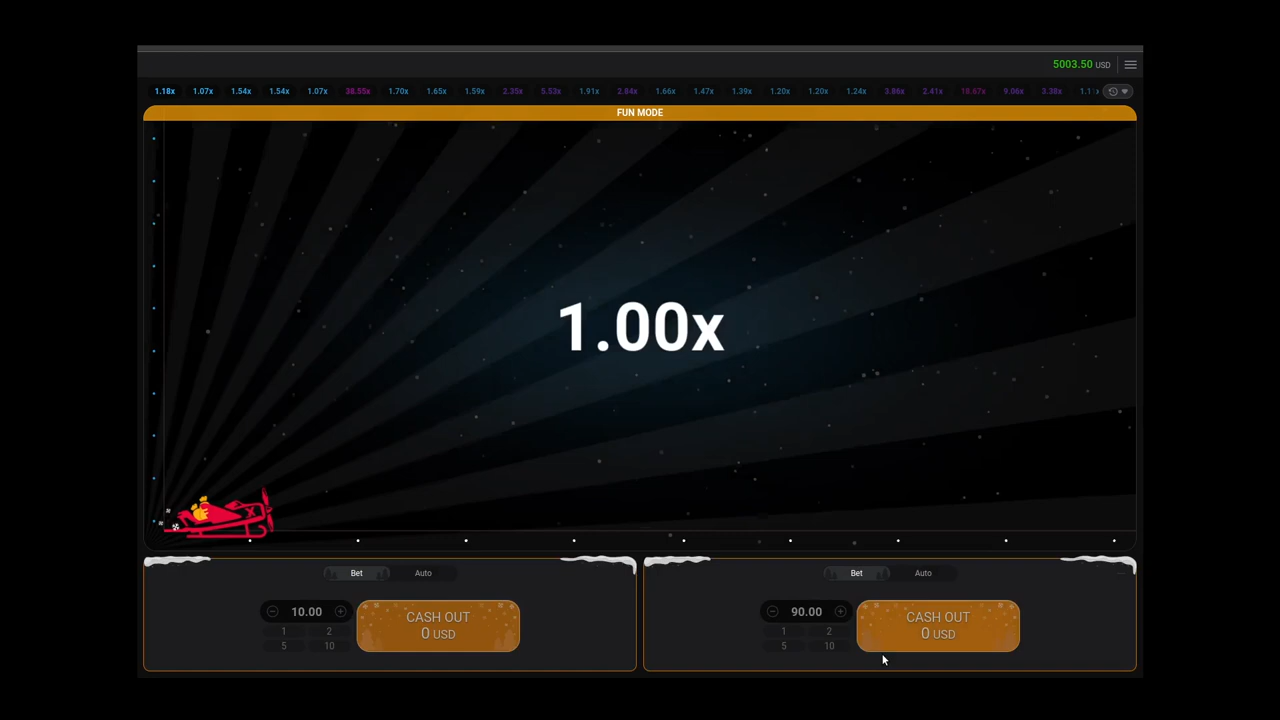 5003.50 USD
1.18x 1.07x 1.54x 1.54x 1.07x 38.55x 1.70x 1.65x 1.59x 2.35x 5.53x 1.91x 2.84x 1.66x 1.47x 1.39x 1.20x 1.20x 1.24x 3.86x 2.41x 18.67x 9.06x 3.38x
FUN MODE
1.00x
Bet Auto
10.00
1 2
5 10
CASH OUT
0 USD
Bet Auto
90.00
1 2
5 10
CASH OUT
0 USD